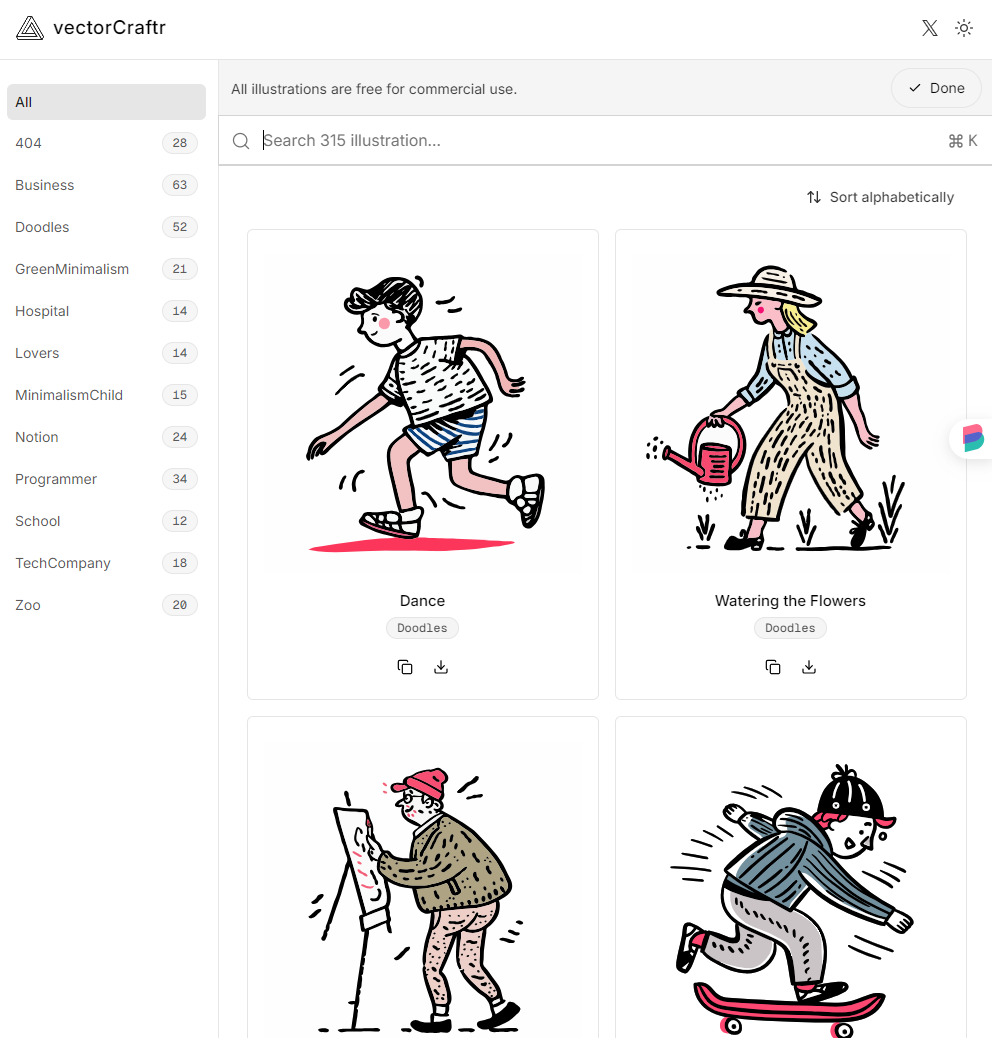 vectorCraftr
All
404 28
Business 63
Doodles 52
GreenMinimalism 21
Hospital 14
Lovers 14
MinimalismChild 15
Notion 24
Programmer 34
School 12
TechCompany 18
Zoo 20
All illustrations are free for commercial use.
Done
Search 315 illustration...
⌘ K
Sort alphabetically
Dance
Doodles
Watering the Flowers
Doodles